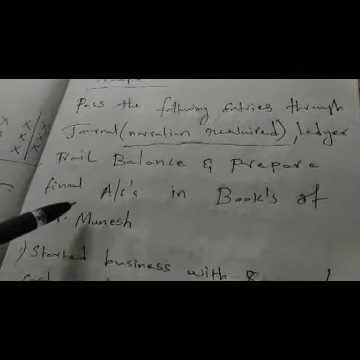 Pass the following entries through
Journal (narration required), ledger
Trail Balance & Prepare
final A/c's in Book's of
Munesh
1) Started business with